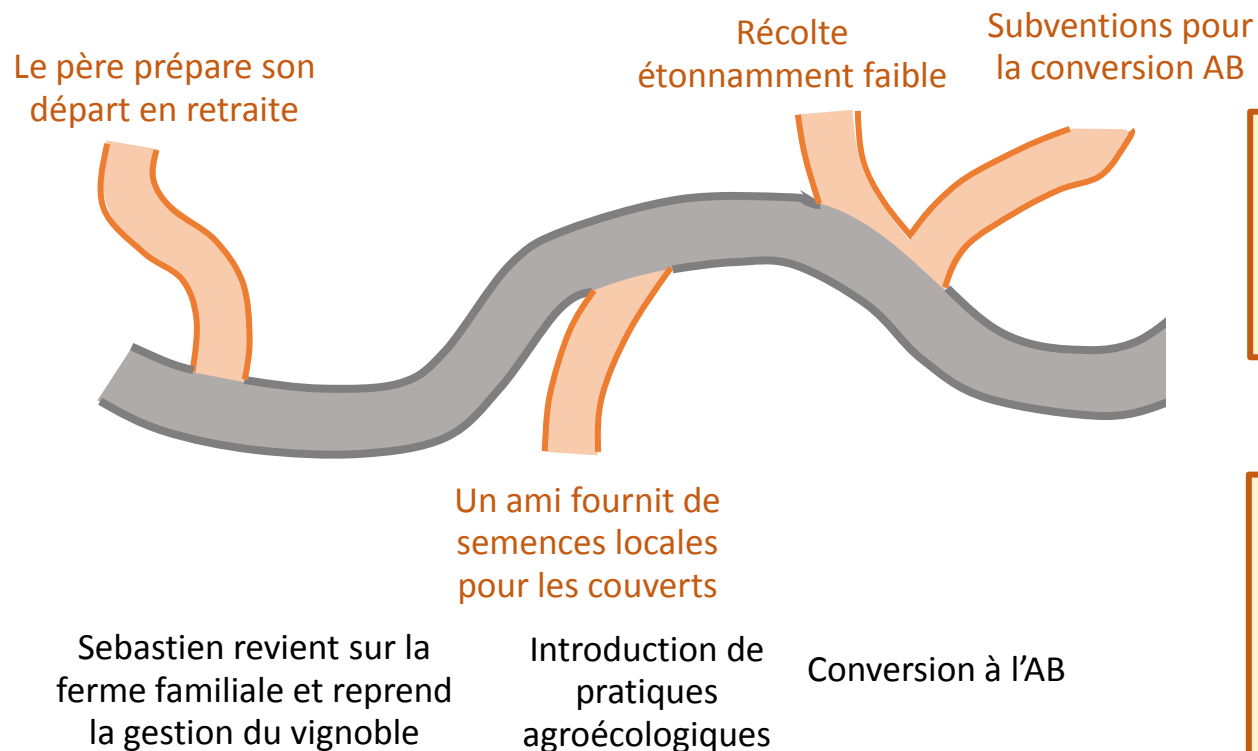 Le père prépare son
départ en retraite
Récolte
étonnamment faible
Subventions pour
la conversion AB
Un ami fournit de
semences locales
pour les couverts
Sebastien revient sur la
ferme familiale et reprend
la gestion du vignoble
Introduction de
pratiques
agroécologiques
Conversion à l’AB